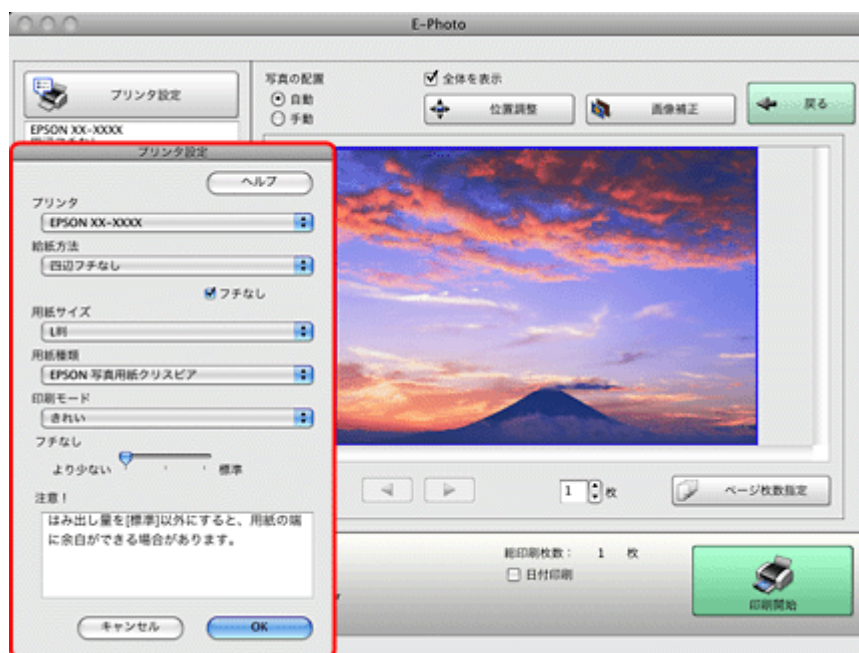 E-Photo
プリンタ設定
EPSON XX-XXXX
写真の配置
自動
手動
全体を表示
位置調整
画像補正
戻る
プリンタ設定
ヘルプ
プリンタ
EPSON XX-XXXX
給紙方法
四辺フチなし
フチなし
用紙サイズ
L判
用紙種類
EPSON 写真用紙クリスピア
印刷モード
きれい
フチなし
より少ない
標準
注意！
はみ出し量を[標準]以外にすると、用紙の端
に余白ができる場合があります。
キャンセル
OK
1 枚
ページ枚数指定
総印刷枚数： 1 枚
日付印刷
印刷開始